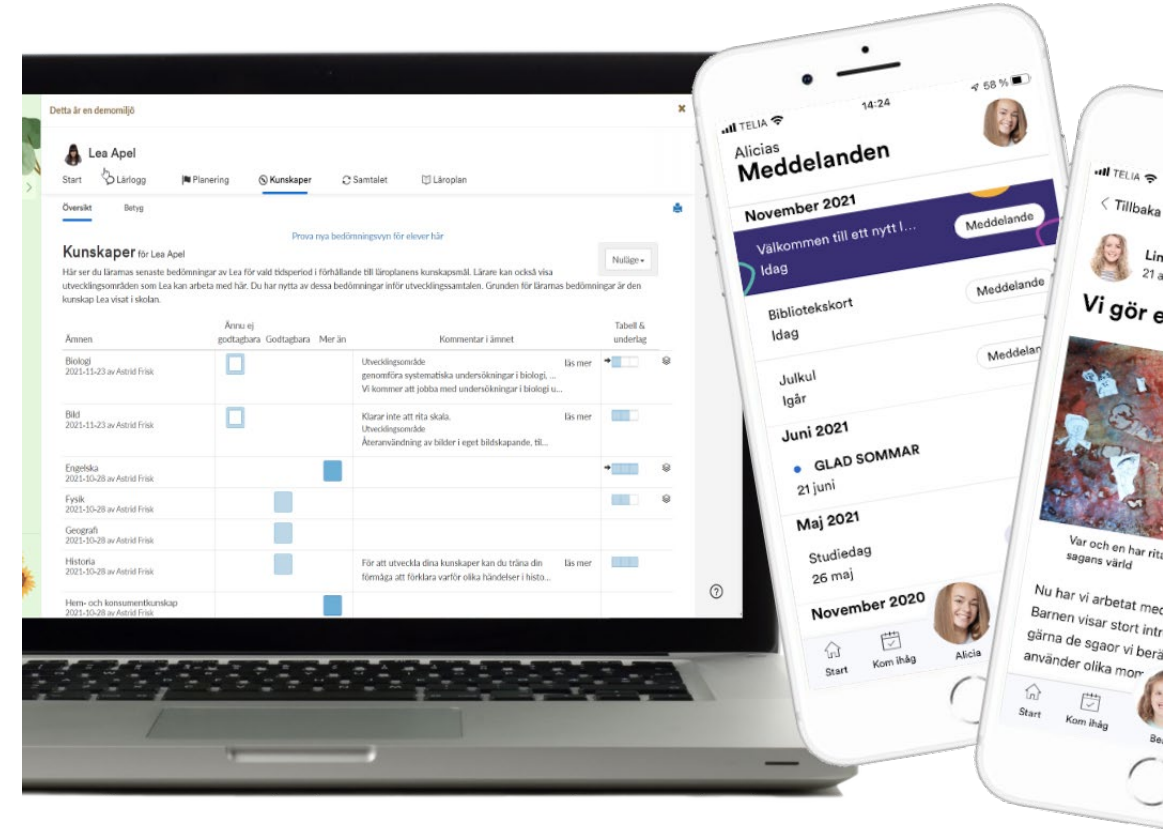 Detta är en demomiljö
Lea Apel
Start Lärlogg Planering Kunskaper Samtalet Läroplan
Översikt Betyg
Prova nya bedömningsvyn för elever här
Kunskaper för Lea Apel
Nuläge
Här ser du lärarnas senaste bedömningar av Lea för vald tidsperiod i förhållande till läroplanens kunskapsmål. Lärare kan också visa
utvecklingsområden som Lea kan arbeta med här. Du har nytta av dessa bedömningar inför utvecklingssamtalen. Grunden för lärarnas bedömningar är den
kunskap Lea visat i skolan.
Ännu ej Tabell &
Ämnen godtagbara Godtagbara Mer än Kommentar i ämnet underlag
Biologi
2021-11-23 av Astrid Frisk
Utvecklingsområde läs mer
genomföra systematiska undersökningar i biologi, ...
Vi kommer att jobba med undersökningar i biologi u...
Bild
2021-11-23 av Astrid Frisk
Klarar inte att rita skala. läs mer
Utvecklingsområde
Återanvändning av bilder i eget bildskapande, til...
Engelska
2021-10-28 av Astrid Frisk
Fysik
2021-10-28 av Astrid Frisk
Geografi
2021-10-28 av Astrid Frisk
Historia
2021-10-28 av Astrid Frisk
För att utveckla dina kunskaper kan du träna din läs mer
förmåga att förklara varför olika händelser i histo...
Hem- och konsumentkunskap
2021-10-28 av Astrid Frisk
TELIA 14:24 58 %
Alicias
Meddelanden
November 2021
Välkommen till ett nytt l... Meddelande
Idag
Bibliotekskort Meddelande
Idag
Julkul Meddelan
Igår
Juni 2021
GLAD SOMMAR
21 juni
Maj 2021
Studiedag
26 maj
November 2020
Start Kom ihåg Alicia
TELIA
Tillbaka
Lin
21 a
Vi gör e
Var och en har rita
sagans värld
Nu har vi arbetat med
Barnen visar stort intr
gärna de sgaor vi berä
använder olika mom
Start Kom ihåg Be